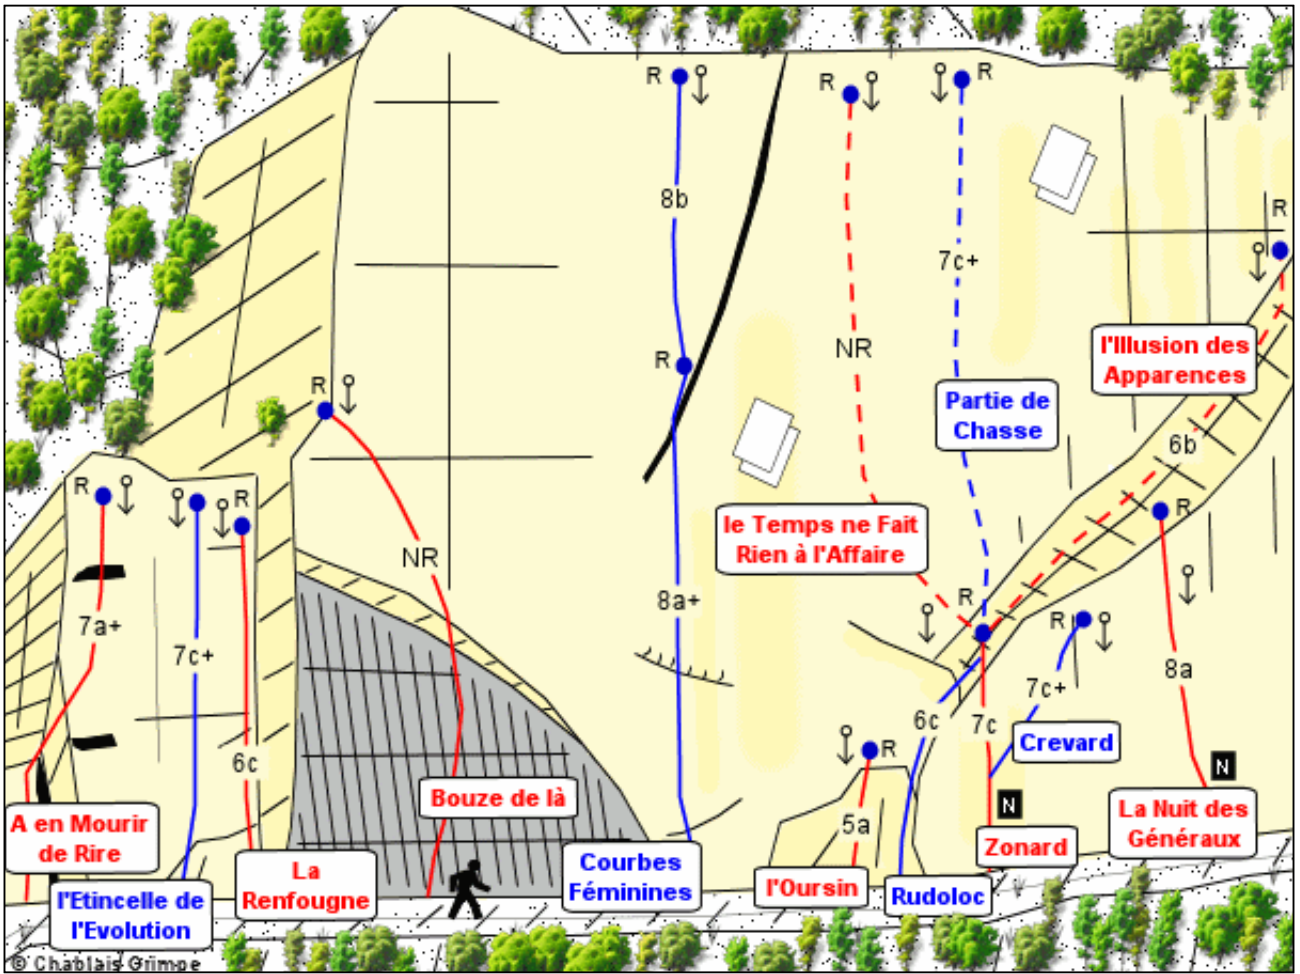 R
R
R
R
8b
7c+
R
NR
R
l'Illusion des
Apparences
Partie de
Chasse
6b
R
R
R
R
le Temps ne Fait
Rien à l'Affaire
NR
8a+
R
7a+
7c+
R
8a
7c+
6c
7c
Crevard
R
6c
N
N
Bouze de là
5a
A en Mourir
de Rire
La Nuit des
Généraux
Zonard
Courbes
Féminines
La
Renfougne
l'Oursin
Rudoloc
l'Etincelle de
l'Evolution
© Chablais Grimpe